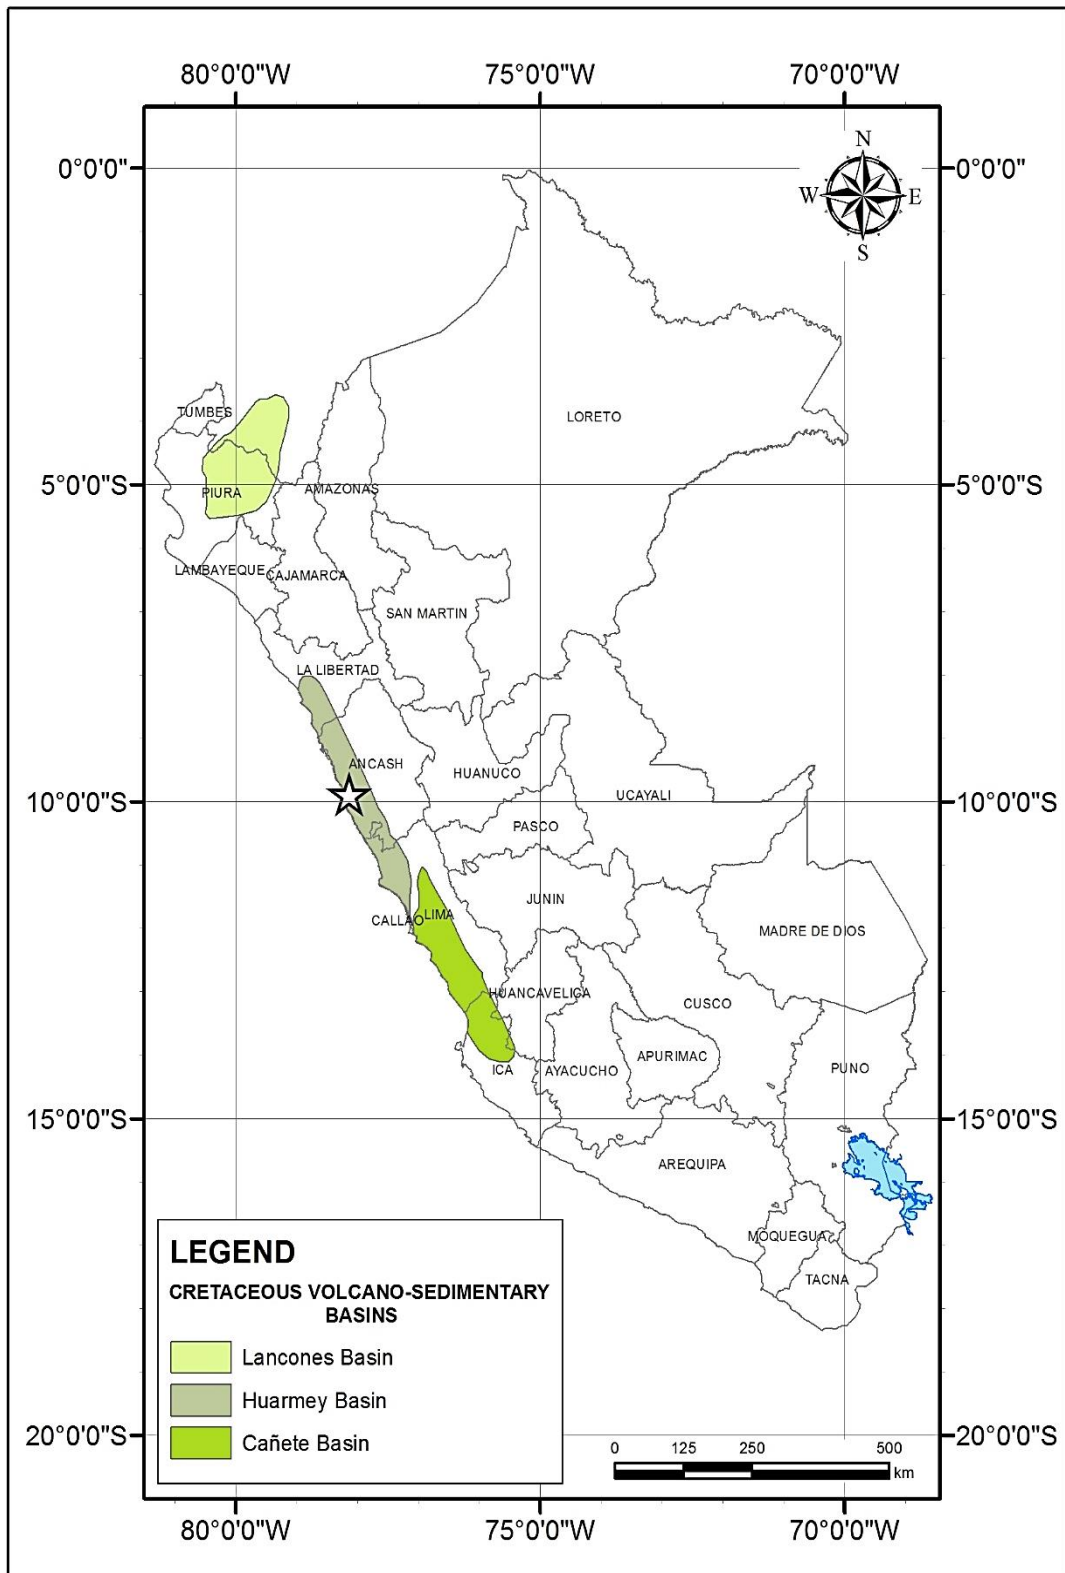 80°0'0"W 75°0'0"W 70°0'0"W
N
W E
S
0°0'0" 0°0'0"
LORETO
TUMBES
5°0'0"S 5°0'0"S
PIURA AMAZONAS
LAMBAYEQUE CAJAMARCA
SAN MARTIN
LA LIBERTAD
ANCASH HUANUCO
UCAYALI
10°0'0"S 10°0'0"S
PASCO
JUNIN
CALLAO LIMA
MADRE DE DIOS
HUANCAVELICA CUSCO
ICA AYACUCHO APURIMAC PUNO
15°0'0"S 15°0'0"S
AREQUIPA
MOQUEGUA
TACNA
LEGEND
CRETACEOUS VOLCANO-SEDIMENTARY
BASINS
Lancones Basin
Huarmey Basin
Cañete Basin
20°0'0"S 20°0'0"S
0 125 250 500
km
80°0'0"W 75°0'0"W 70°0'0"W